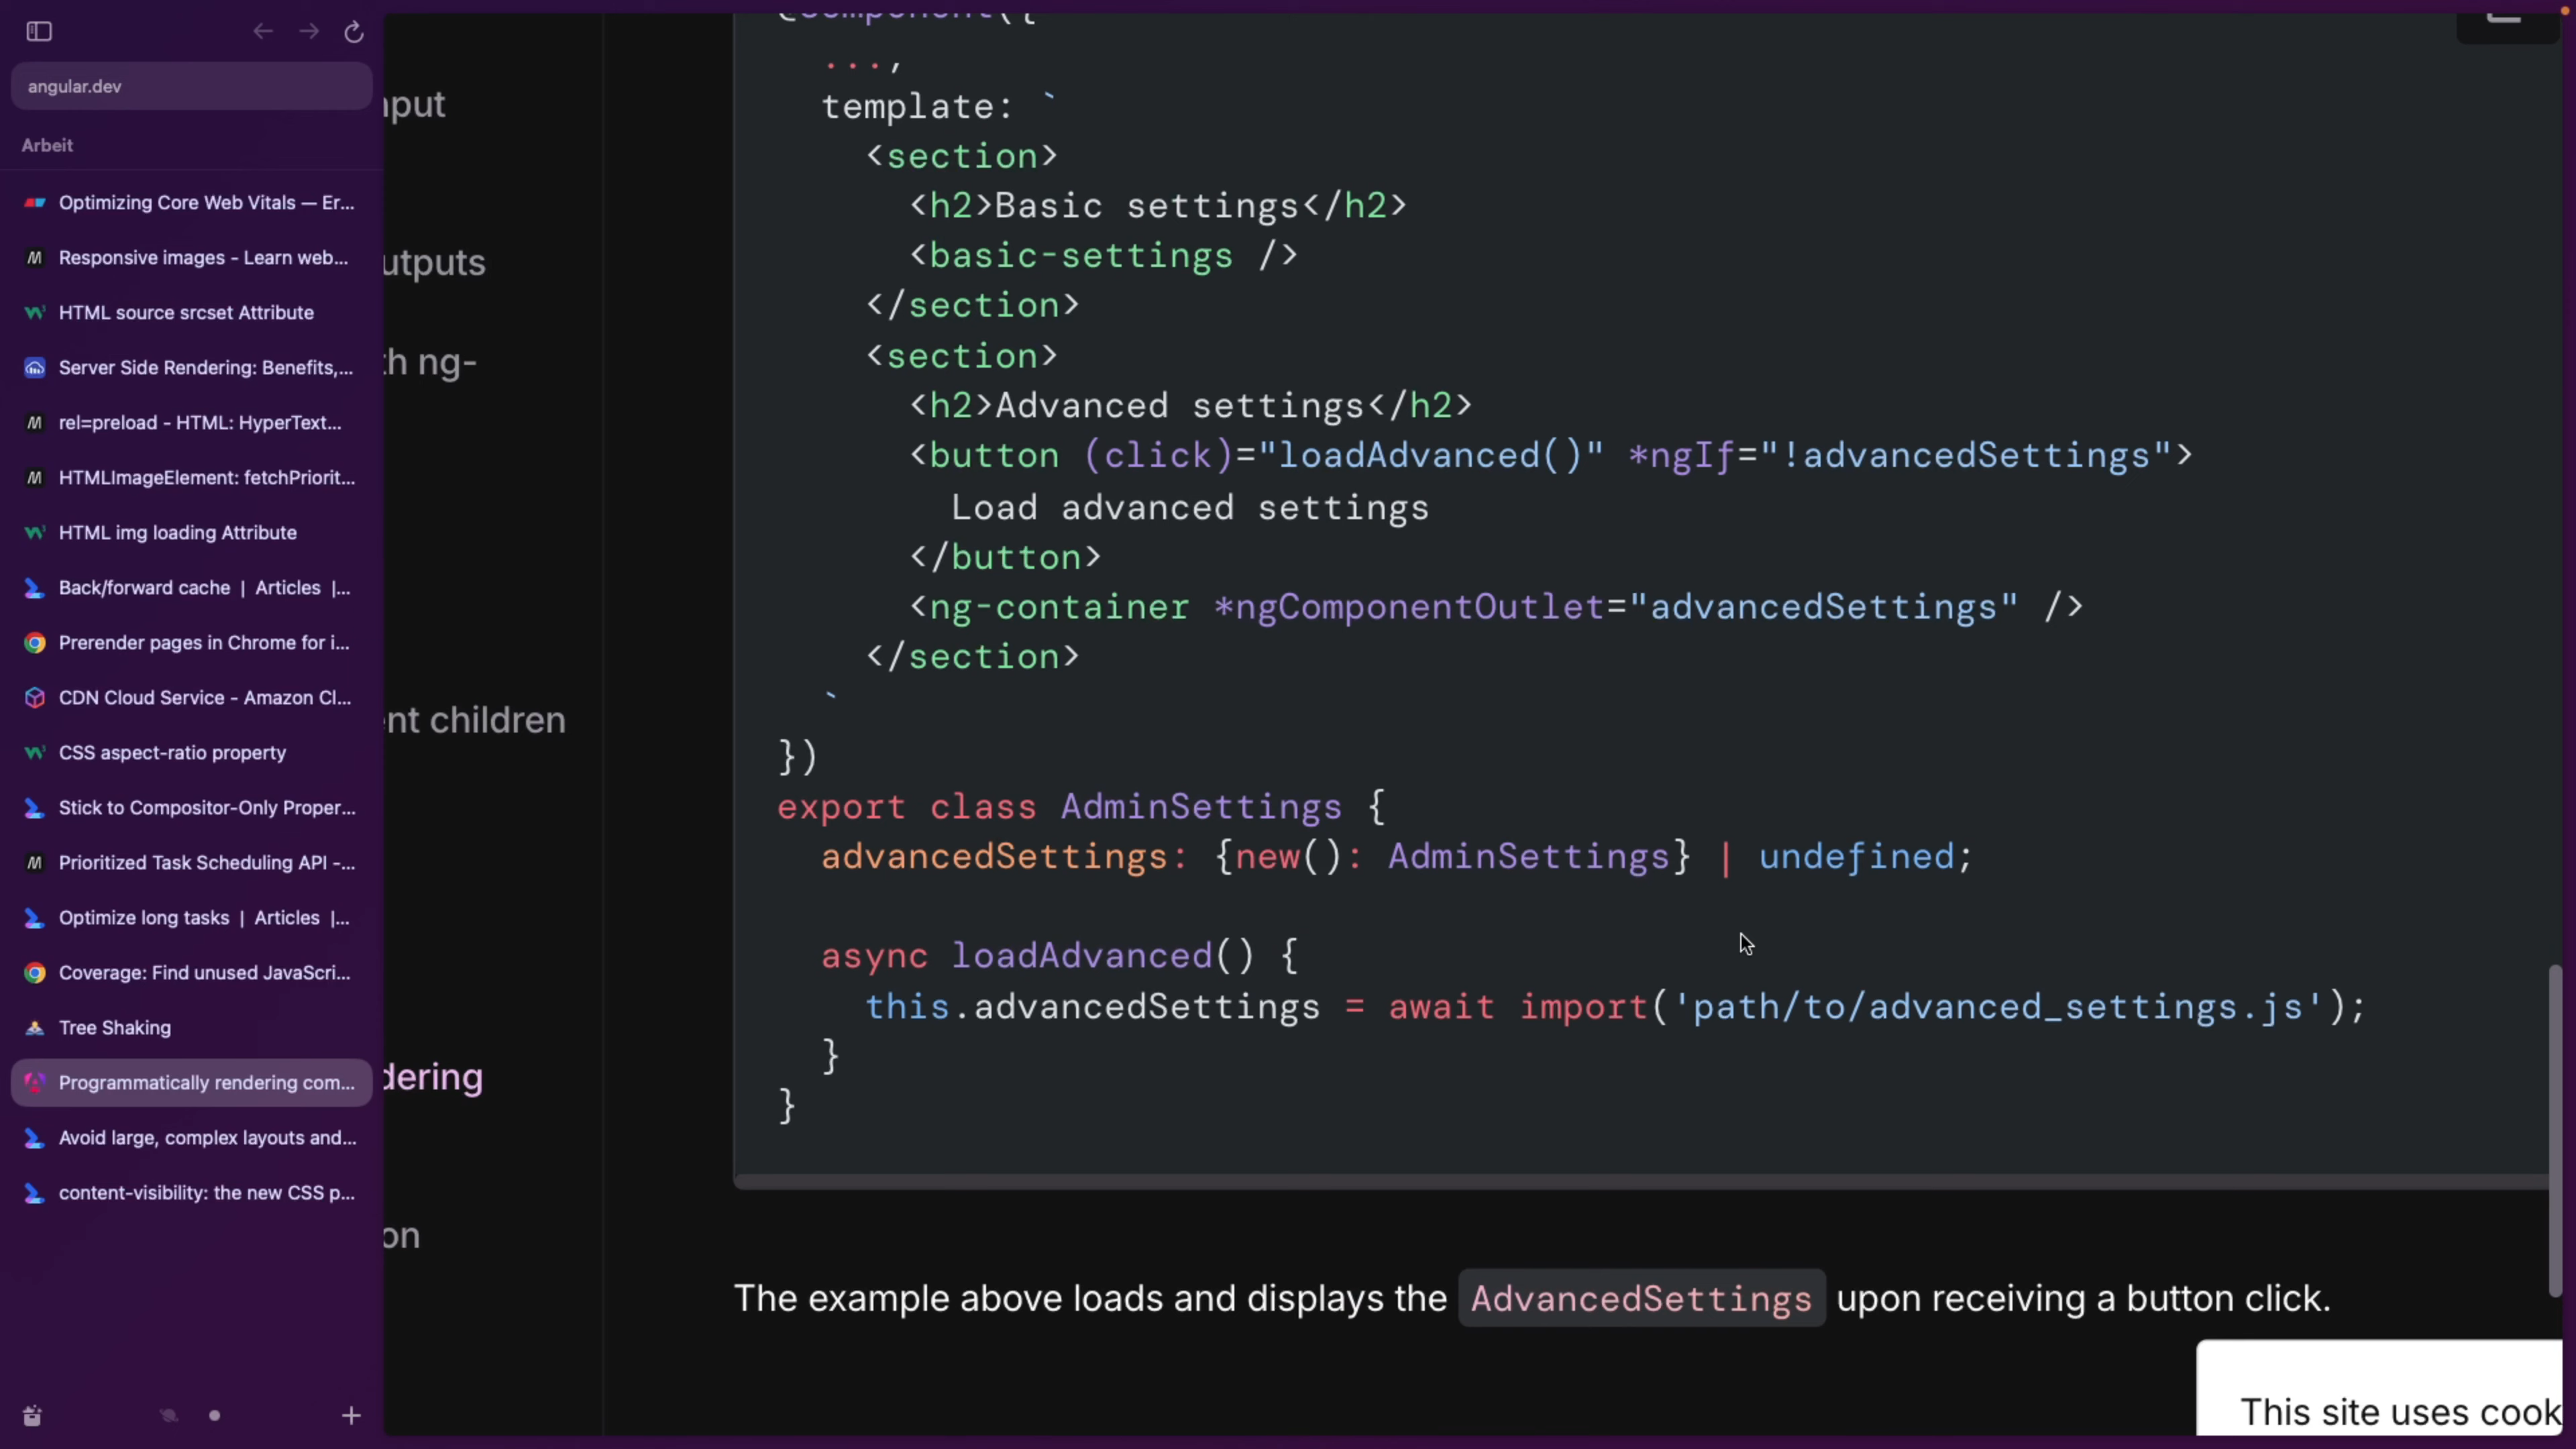 angular.dev
Arbeit
Optimizing Core Web Vitals — Er...
Responsive images - Learn web...
HTML source srcset Attribute
Server Side Rendering: Benefits,...
rel=preload - HTML: HyperText...
HTMLImageElement: fetchPriorit...
HTML img loading Attribute
Back/forward cache | Articles |...
Prerender pages in Chrome for i...
CDN Cloud Service - Amazon Cl...
CSS aspect-ratio property
Stick to Compositor-Only Proper...
Prioritized Task Scheduling API -...
Optimize long tasks | Articles |...
Coverage: Find unused JavaScri...
Tree Shaking
Programmatically rendering com...
Avoid large, complex layouts and...
content-visibility: the new CSS p...
nput
utputs
th ng-
ent children
dering
on
@Component({
...,
template: `
<section>
<h2>Basic settings</h2>
<basic-settings />
</section>
<section>
<h2>Advanced settings</h2>
<button (click)="loadAdvanced()" *ngIf="!advancedSettings">
Load advanced settings
</button>
<ng-container *ngComponentOutlet="advancedSettings" />
</section>
`
})
export class AdminSettings {
advancedSettings: {new(): AdminSettings} | undefined;
async loadAdvanced() {
this.advancedSettings = await import('path/to/advanced_settings.js');
}
}
The example above loads and displays the AdvancedSettings upon receiving a button click.
This site uses cook